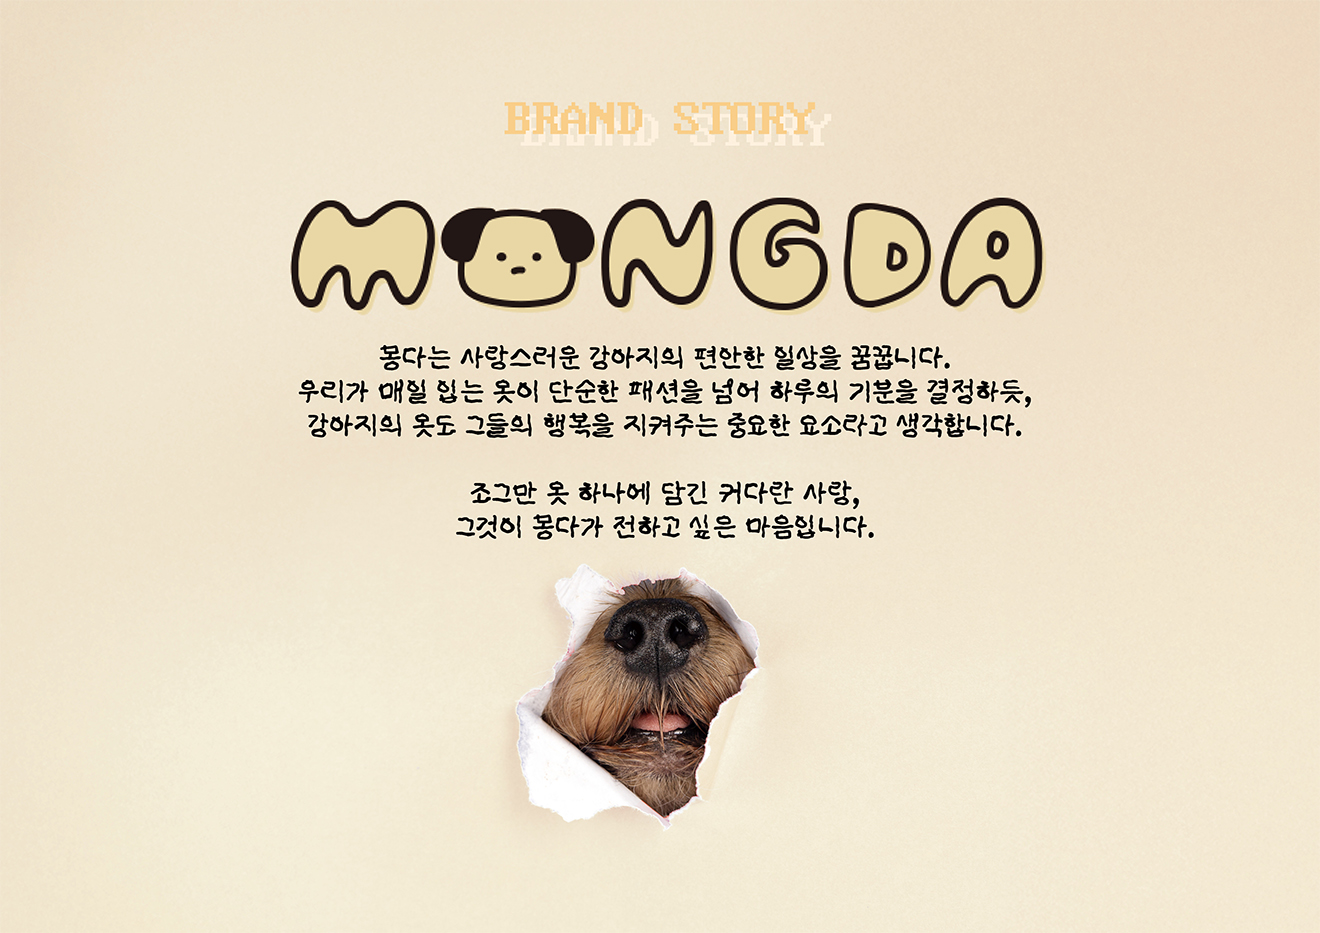 BRAND STORY
MONGDA
몽다는 사랑스러운 강아지의 편안한 일상을 꿈꿉니다.
우리가 매일 입는 옷이 단순한 패션을 넘어 하루의 기분을 결정하듯,
강아지의 옷도 그들의 행복을 지켜주는 중요한 요소라고 생각합니다.
조그만 옷 하나에 담긴 커다란 사랑,
그것이 몽다가 전하고 싶은 마음입니다.